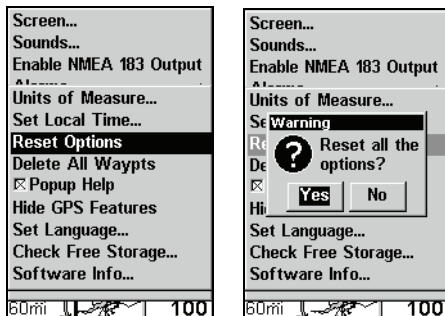 Screen...
Sounds...
Enable NMEA 183 Output
Units of Measure...
Set Local Time...
Reset Options
Delete All Waypts
Popup Help
Hide GPS Features
Set Language...
Check Free Storage...
Software Info...
60mi 100
Screen...
Sounds...
Enable NMEA 183 Output
Units of Measure...
Warning
Reset all the
options?
Yes No
Set Language...
Check Free Storage...
Software Info...
60mi 100